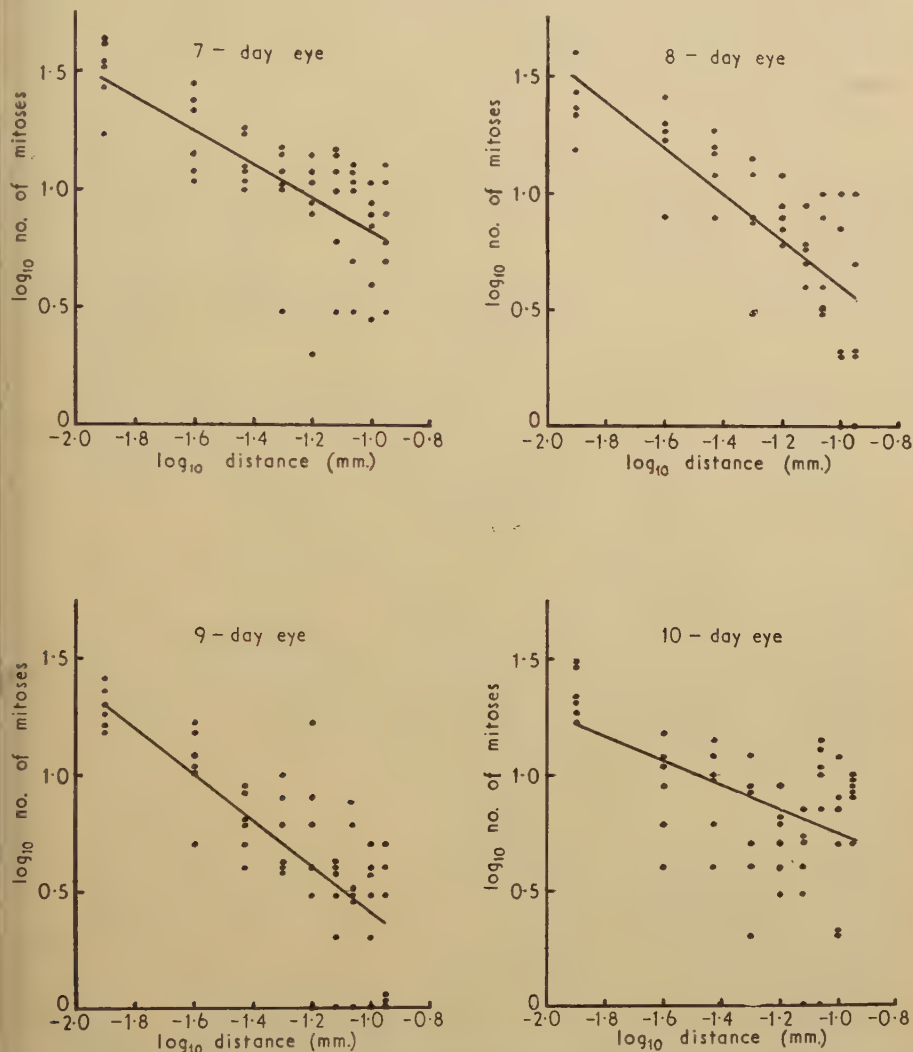 7 – day eye
log₁₀ no. of mitoses
1·5
1·0
0·5
0
-2·0 -1·8 -1·6 -1·4 -1·2 -1·0 -0·8
log₁₀ distance (mm.)
8 – day eye
log₁₀ no. of mitoses
1·5
1·0
0·5
0
-2·0 -1·8 -1·6 -1·4 -1·2 -1·0 -0·8
log₁₀ distance (mm.)
9 – day eye
log₁₀ no. of mitoses
1·5
1·0
0·5
0
-2·0 -1·8 -1·6 -1·4 -1·2 -1·0 -0·8
log₁₀ distance (mm.)
10 – day eye
log₁₀ no. of mitoses
1·5
1·0
0·5
0
-2·0 -1·8 -1·6 -1·4 -1·2 -1·0 -0·8
log₁₀ distance (mm.)